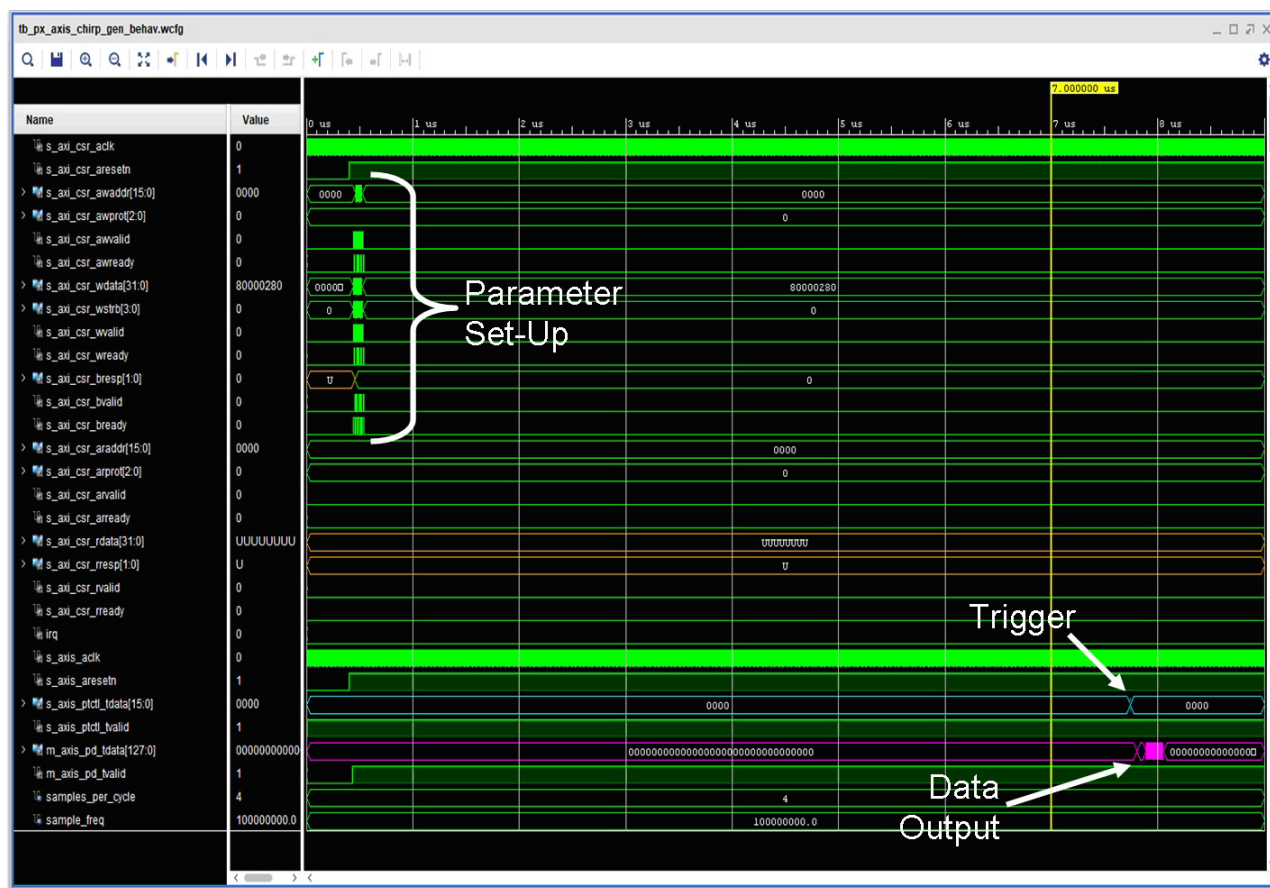 tb_px_axis_chirp_gen_behav.wcfg
7.000000 us
Name Value 0 us 1 us 2 us 3 us 4 us 5 us 6 us 7 us 8 us
s_axi_csr_aclk 0
s_axi_csr_aresetn 1
s_axi_csr_awaddr[15:0] 0000 0000 0000
s_axi_csr_awprot[2:0] 0 0
s_axi_csr_awvalid 0
s_axi_csr_awready 0
s_axi_csr_wdata[31:0] 80000280 0000 80000280
s_axi_csr_wstrb[3:0] 0 0 0
s_axi_csr_wvalid 0
s_axi_csr_wready 0
s_axi_csr_bresp[1:0] 0 U 0
s_axi_csr_bvalid 0
s_axi_csr_bready 0
Parameter
Set-Up
s_axi_csr_araddr[15:0] 0000 0000
s_axi_csr_arprot[2:0] 0 0
s_axi_csr_arvalid 0
s_axi_csr_arready 0
s_axi_csr_rdata[31:0] UUUUUUUU UUUUUUUU
s_axi_csr_rresp[1:0] U U
s_axi_csr_rvalid 0
s_axi_csr_rready 0
irq 0
Trigger
s_axis_aclk 0
s_axis_aresetn 1
s_axis_ptctl_tdata[15:0] 0000 0000 0000
s_axis_ptctl_tvalid 1
m_axis_pd_tdata[127:0] 00000000000 00000000000000000000000000000000 00000000000000
m_axis_pd_tvalid 1
samples_per_cycle 4 4
sample_freq 100000000.0 100000000.0
Data
Output